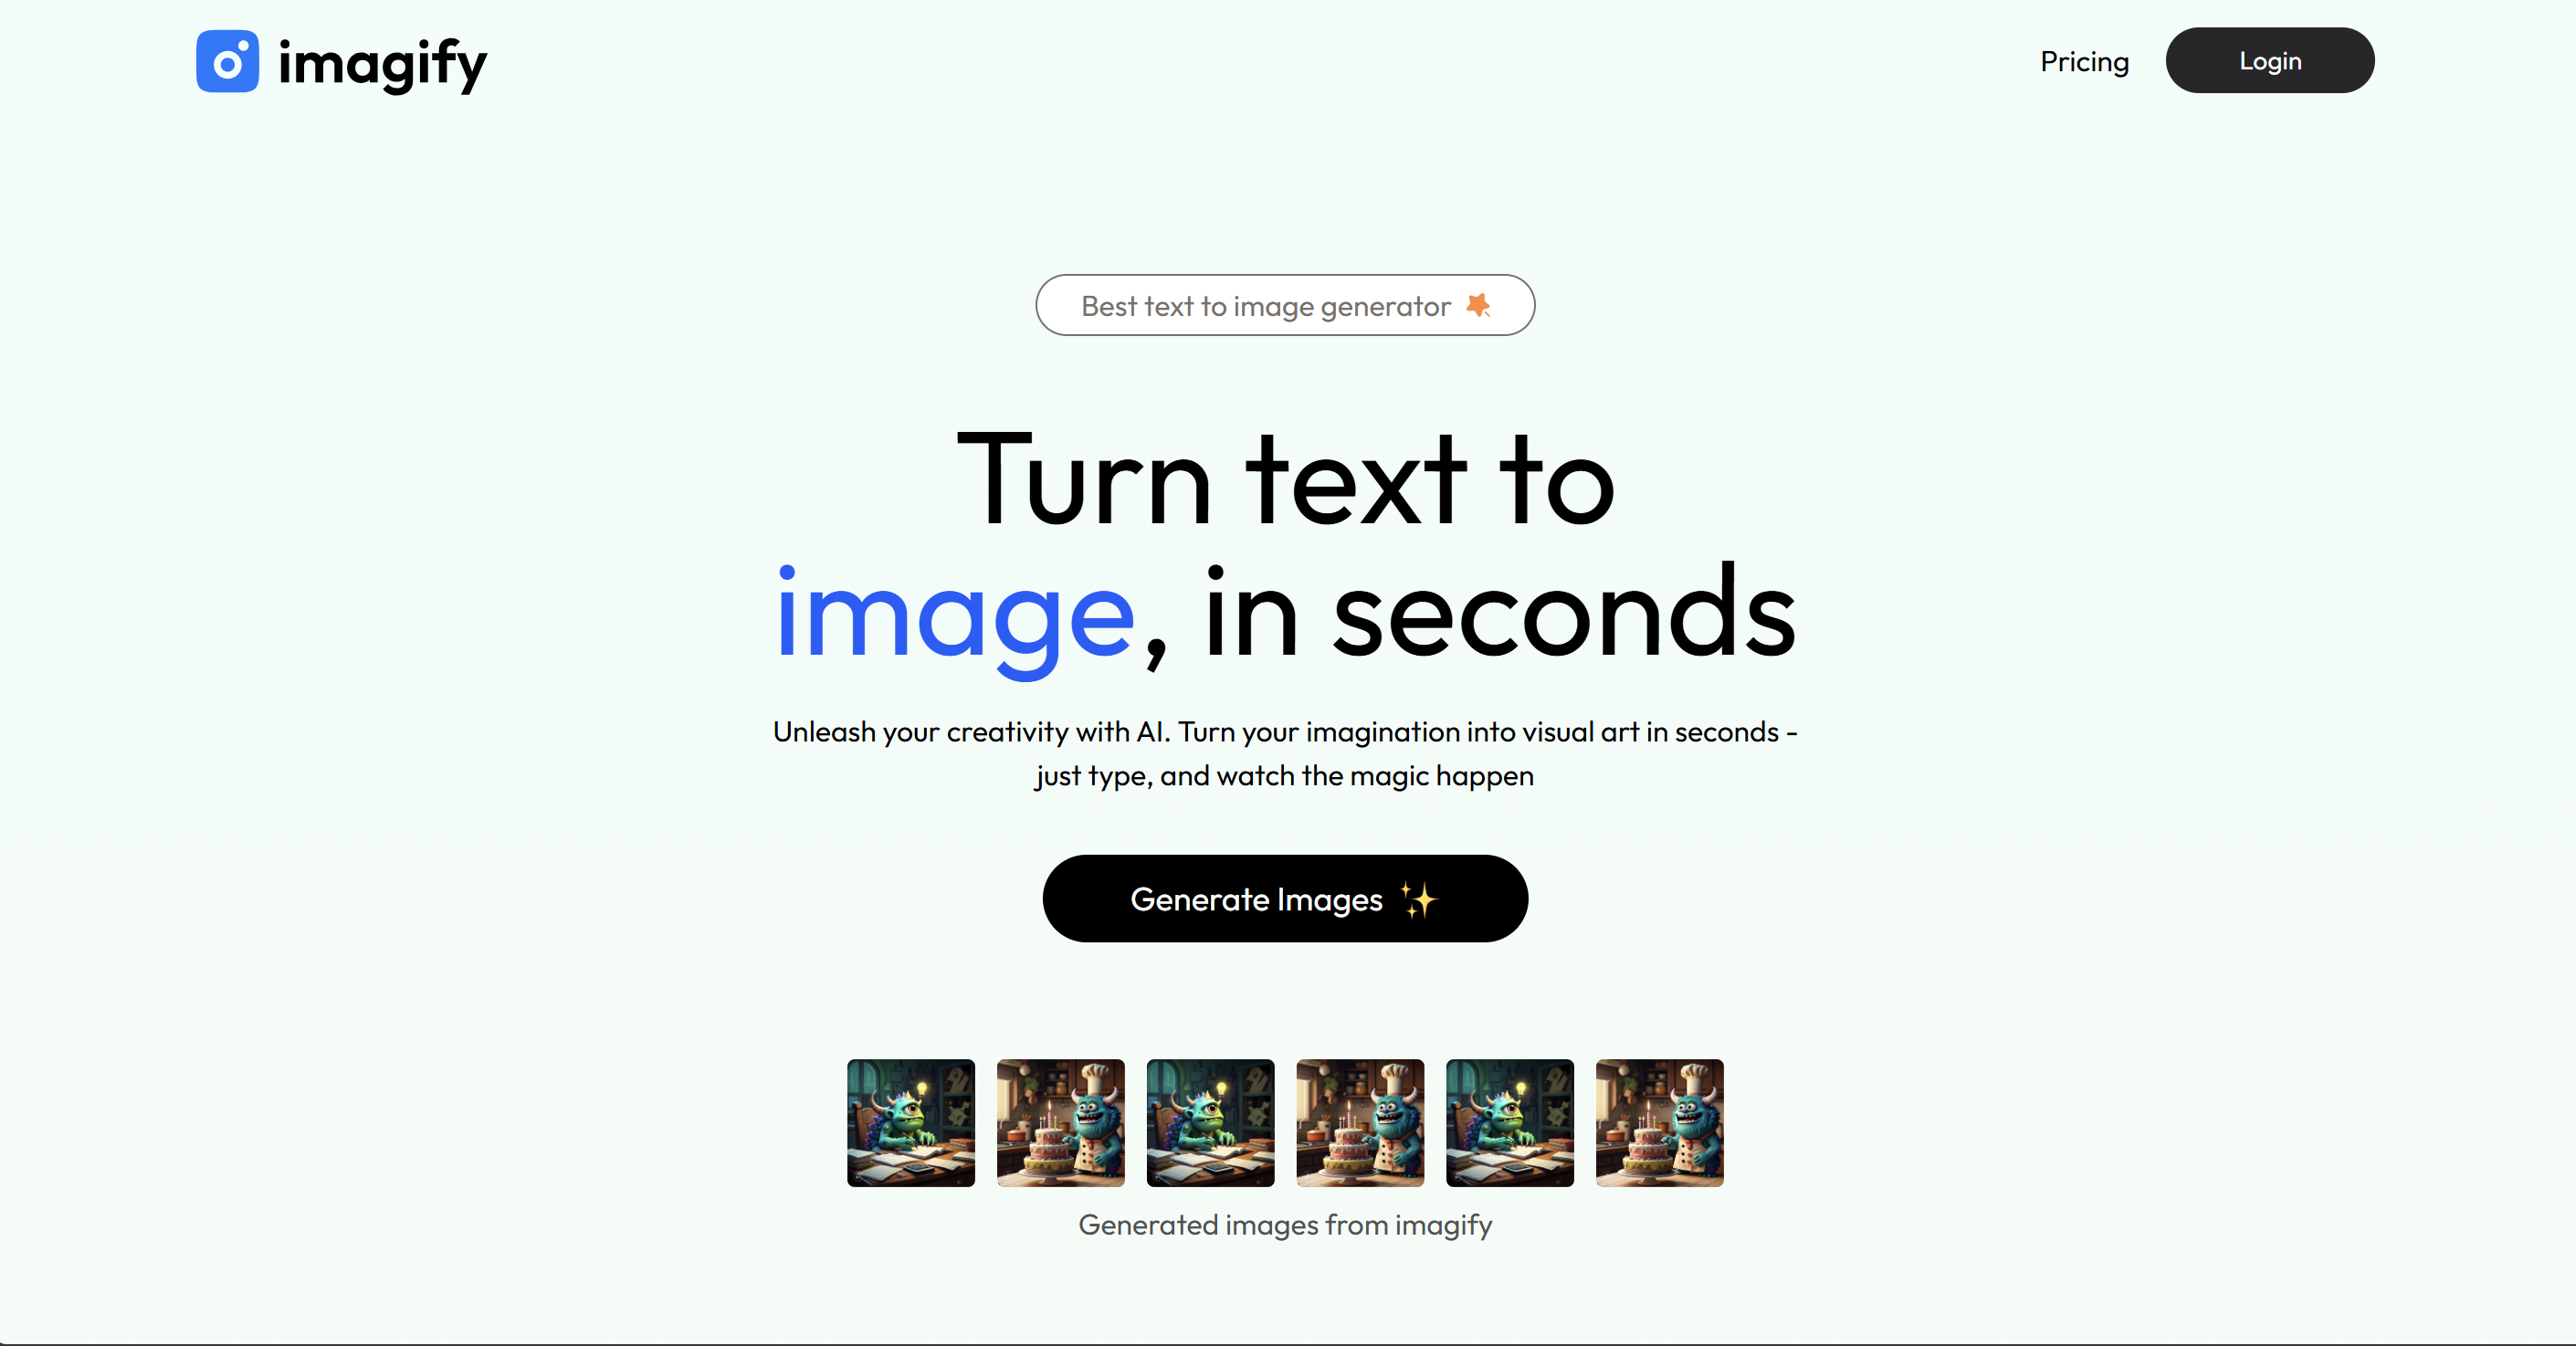 imagify
Pricing
Login
Best text to image generator
Turn text to
image, in seconds
Unleash your creativity with AI. Turn your imagination into visual art in seconds -
just type, and watch the magic happen
Generate Images ✨
Generated images from imagify